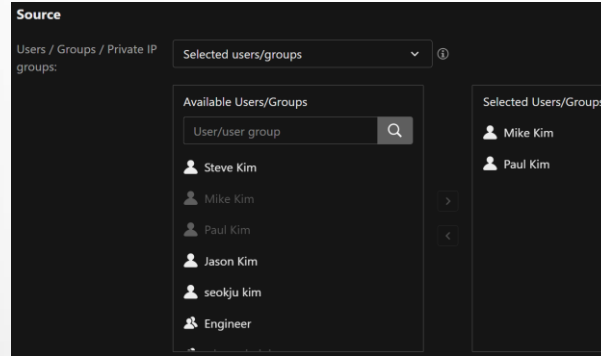 Source
Users / Groups / Private IP
groups:
Selected users/groups
Available Users/Groups
User/user group
Steve Kim
Mike Kim
Paul Kim
Jason Kim
seokju kim
Engineer
Selected Users/Groups
Mike Kim
Paul Kim